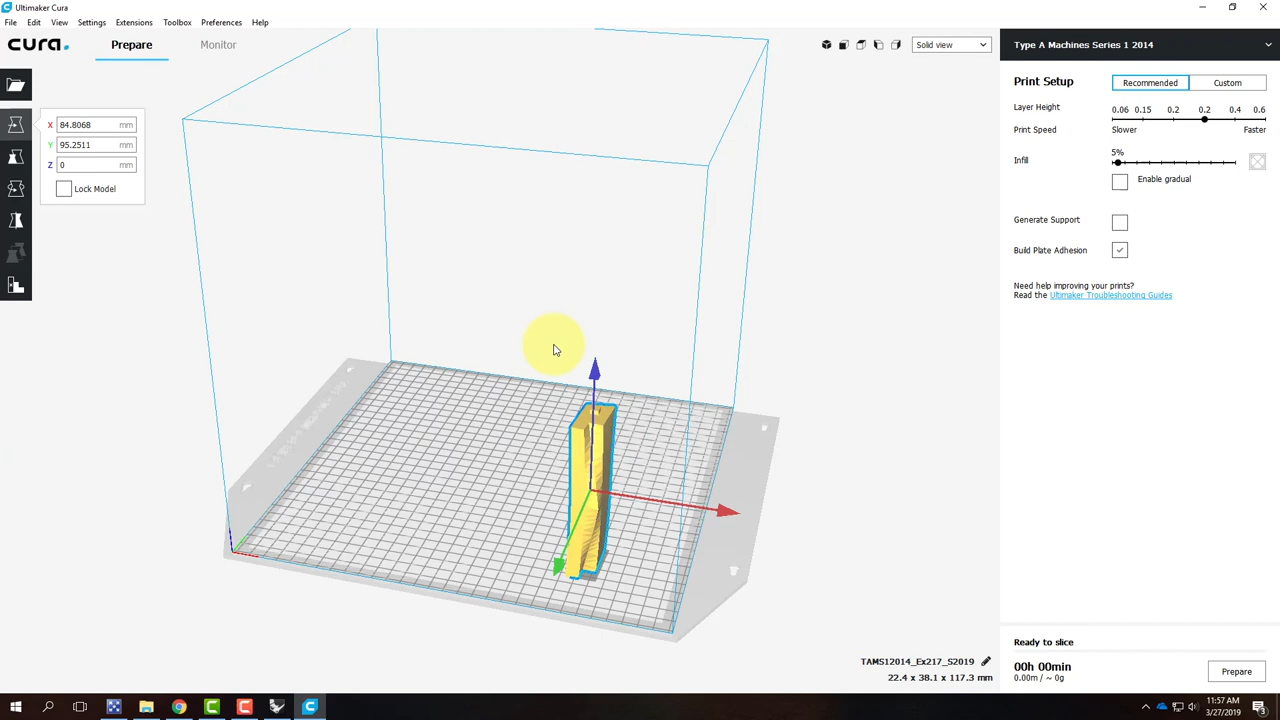 Ultimaker Cura
File Edit View Settings Extensions Toolbox Preferences Help
cura. Prepare Monitor
Solid view
Type A Machines Series 1 2014
Print Setup Recommended Custom
Layer Height 0.06 0.15 0.2 0.2 0.4 0.6
Print Speed Slower Faster
5%
Infill
Enable gradual
Generate Support
Build Plate Adhesion
Need help improving your prints?
Read the Ultimaker Troubleshooting Guides
X 84.8068 mm
Y 95.2511 mm
Z 0 mm
Lock Model
TAMS12014_Ex217_S2019
22.4 x 38.1 x 117.3 mm
Ready to slice
00h 00min
0.00m / ~ 0g
Prepare
11:57 AM
3/27/2019
3